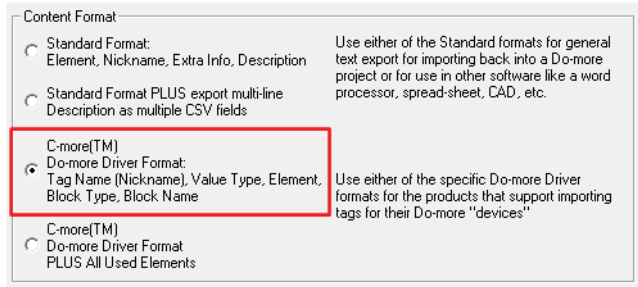 Content Format
Standard Format:
Element, Nickname, Extra Info, Description
Standard Format PLUS export multi-line
Description as multiple CSV fields
Use either of the Standard formats for general
text export for importing back into a Do-more
project or for use in other software like a word
processor, spread-sheet, CAD, etc.
C-more(TM)
Do-more Driver Format:
Tag Name (Nickname), Value Type, Element,
Block Type, Block Name
C-more(TM)
Do-more Driver Format
PLUS All Used Elements
Use either of the specific Do-more Driver
formats for the products that support importing
tags for their Do-more "devices"